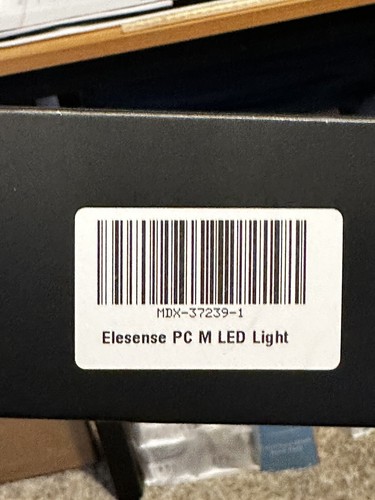 MDX-37239-1
Elesense PC M LED Light